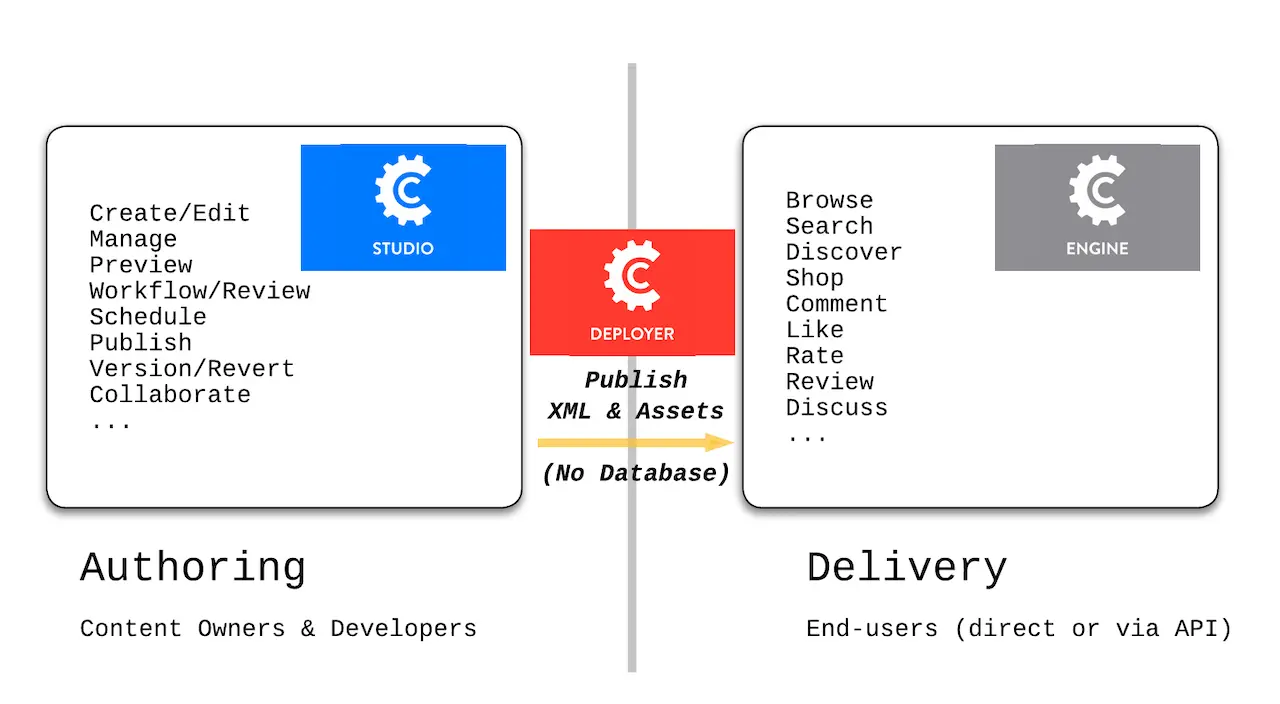 Create/Edit
Manage
Preview
Workflow/Review
Schedule
Publish
Version/Revert
Collaborate
...
STUDIO
DEPLOYER
Publish
XML & Assets
(No Database)
Browse
Search
Discover
Shop
Comment
Like
Rate
Review
Discuss
...
ENGINE
Authoring
Content Owners & Developers
Delivery
End-users (direct or via API)